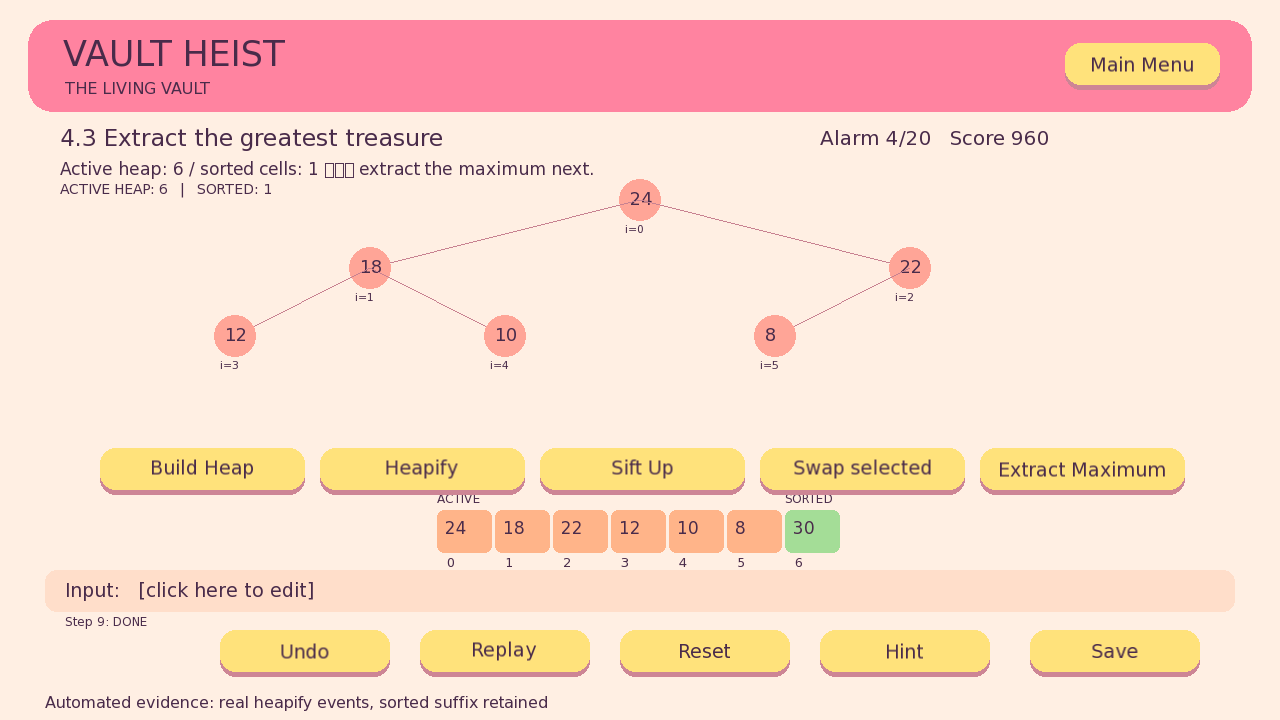 VAULT HEIST
THE LIVING VAULT
Main Menu
4.3 Extract the greatest treasure
Alarm 4/20   Score 960
Active heap: 6 / sorted cells: 1 □□□ extract the maximum next.
ACTIVE HEAP: 6   |   SORTED: 1
24
i=0
18
22
i=1
i=2
12
10
8
i=3
i=4
i=5
Build Heap
Heapify
Sift Up
Swap selected
Extract Maximum
ACTIVE
SORTED
24 18 22 12 10 8 30
0 1 2 3 4 5 6
Input:   [click here to edit]
Step 9: DONE
Undo
Replay
Reset
Hint
Save
Automated evidence: real heapify events, sorted suffix retained